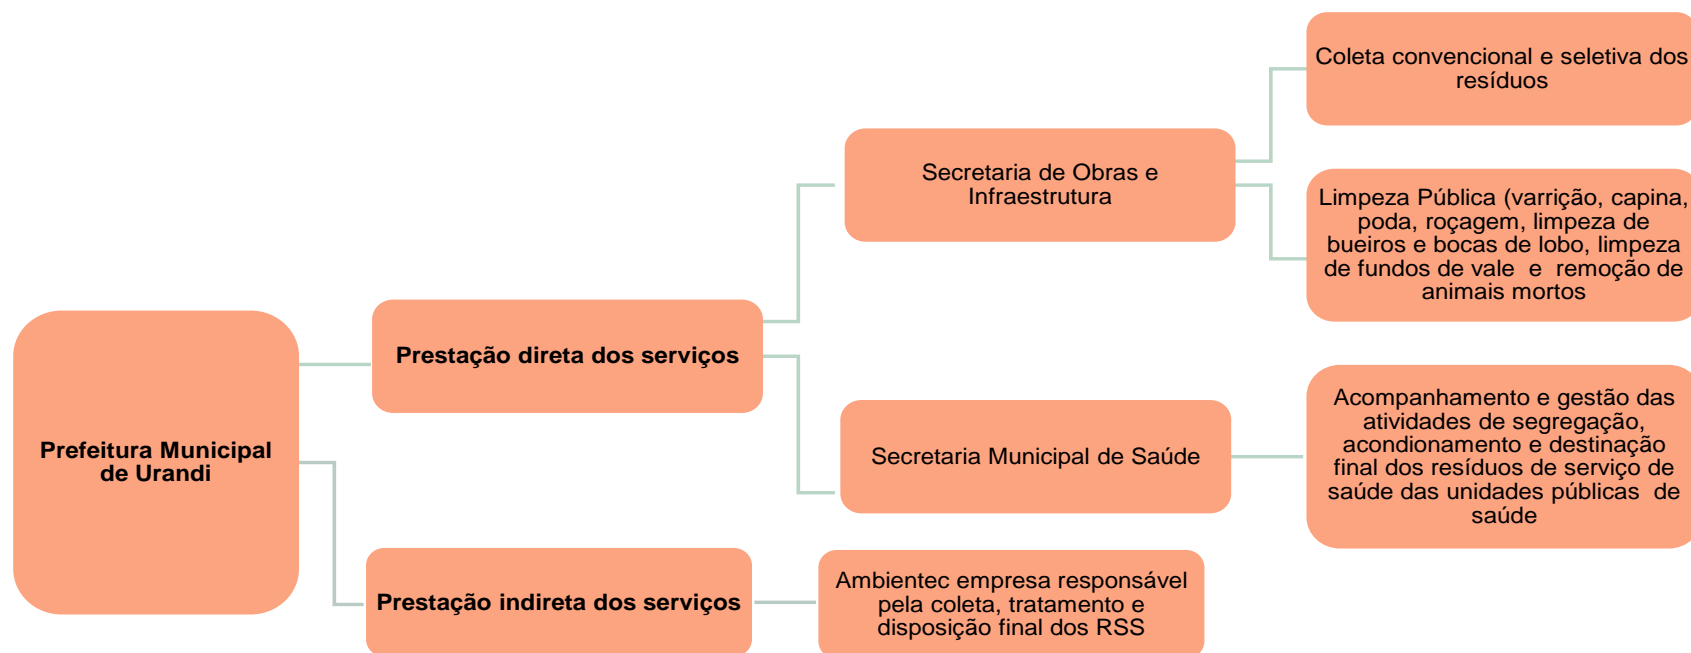 Prefeitura Municipal
de Urandi
Prestação direta dos serviços
Secretaria de Obras e
Infraestrutura
Coleta convencional e seletiva dos
resíduos
Limpeza Pública (varrição, capina,
poda, roçagem, limpeza de
bueiros e bocas de lobo, limpeza
de fundos de vale  e  remoção de
animais mortos
Secretaria Municipal de Saúde
Acompanhamento e gestão das
atividades de segregação,
acondionamento e destinação
final dos resíduos de serviço de
saúde das unidades públicas  de
saúde
Prestação indireta dos serviços
Ambientec empresa responsável
pela coleta, tratamento e
disposição final dos RSS